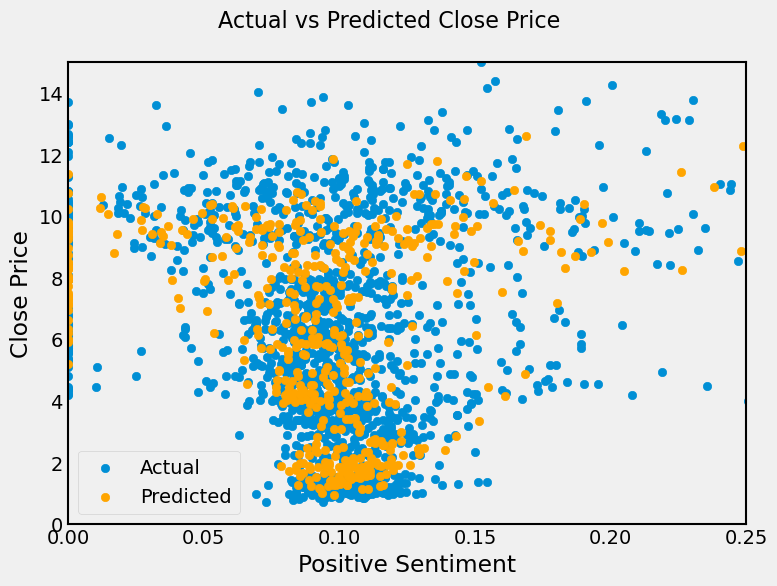 Actual vs Predicted Close Price
14
12
10
8
6
4
2
0
Close Price
Actual
Predicted
0.00 0.05 0.10 0.15 0.20 0.25
Positive Sentiment